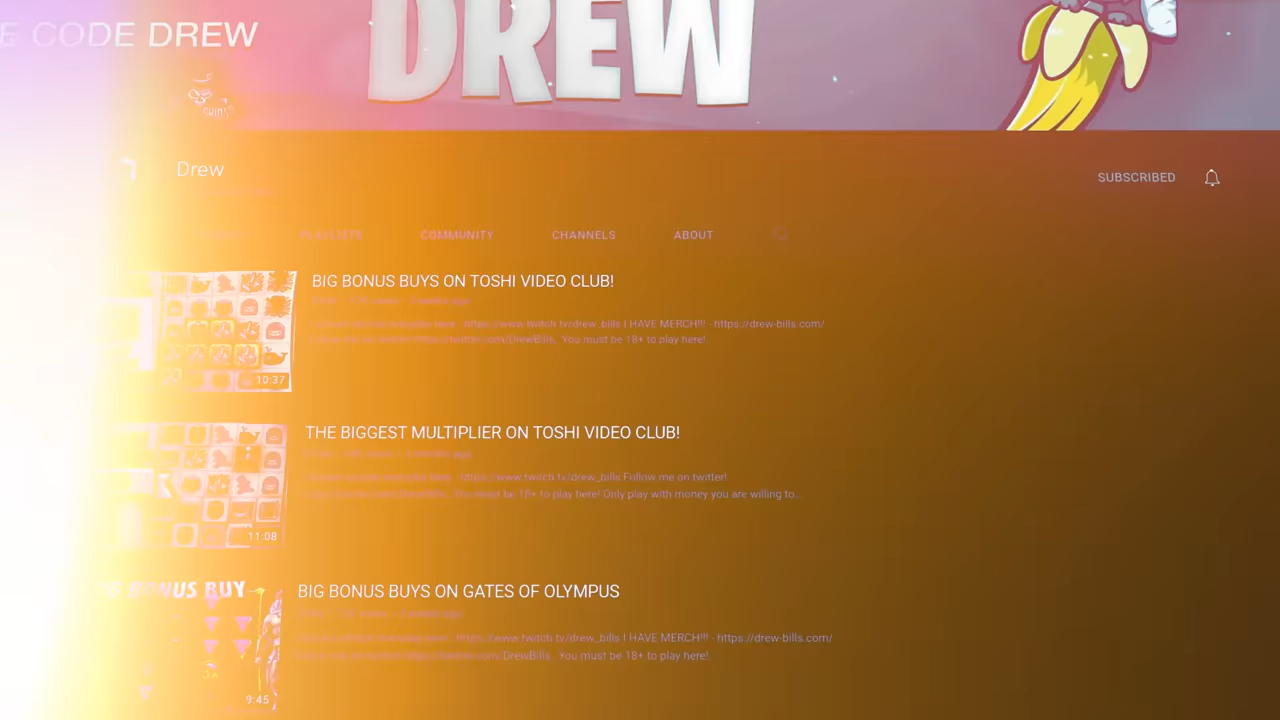 E CODE DREW
DREW
Drew
SUBSCRIBED
PLAYLISTS
COMMUNITY
CHANNELS
ABOUT
BIG BONUS BUYS ON TOSHI VIDEO CLUB!
https://www.twitch.tv/drew_bills I HAVE MERCH!!! - https://drew-bills.com/
https://twitter.com/DrewBills. You must be 18+ to play here!
10:37
THE BIGGEST MULTIPLIER ON TOSHI VIDEO CLUB!
https://www.twitch.tv/drew_bills Follow me on twitter!
You must be 18+ to play here! Only play with money you are willing to...
11:08
BONUS BUY
BIG BONUS BUYS ON GATES OF OLYMPUS
https://www.twitch.tv/drew_bills I HAVE MERCH!!! - https://drew-bills.com/
DrewBills. You must be 18+ to play here!
9:45